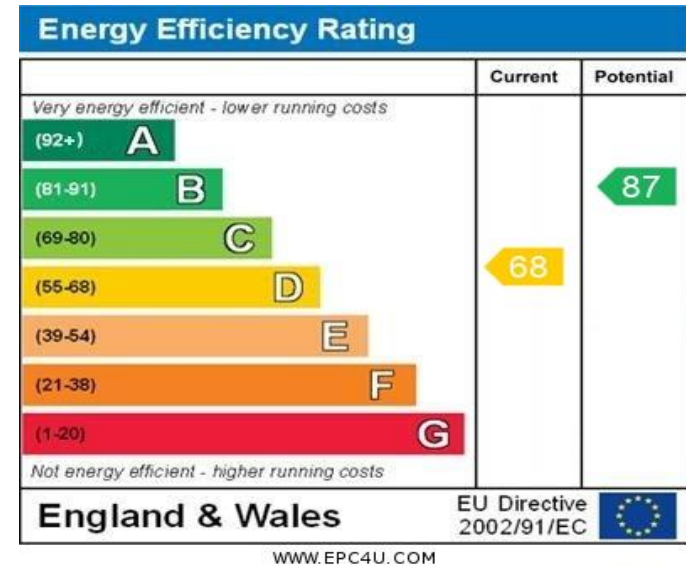 Energy Efficiency Rating
Current Potential
Very energy efficient - lower running costs
(92+) A
(81-91) B
87
(69-80) C
68
(55-68) D
(39-54) E
(21-38) F
(1-20) G
Not energy efficient - higher running costs
England & Wales
EU Directive
2002/91/EC
WWW.EPC4U.COM